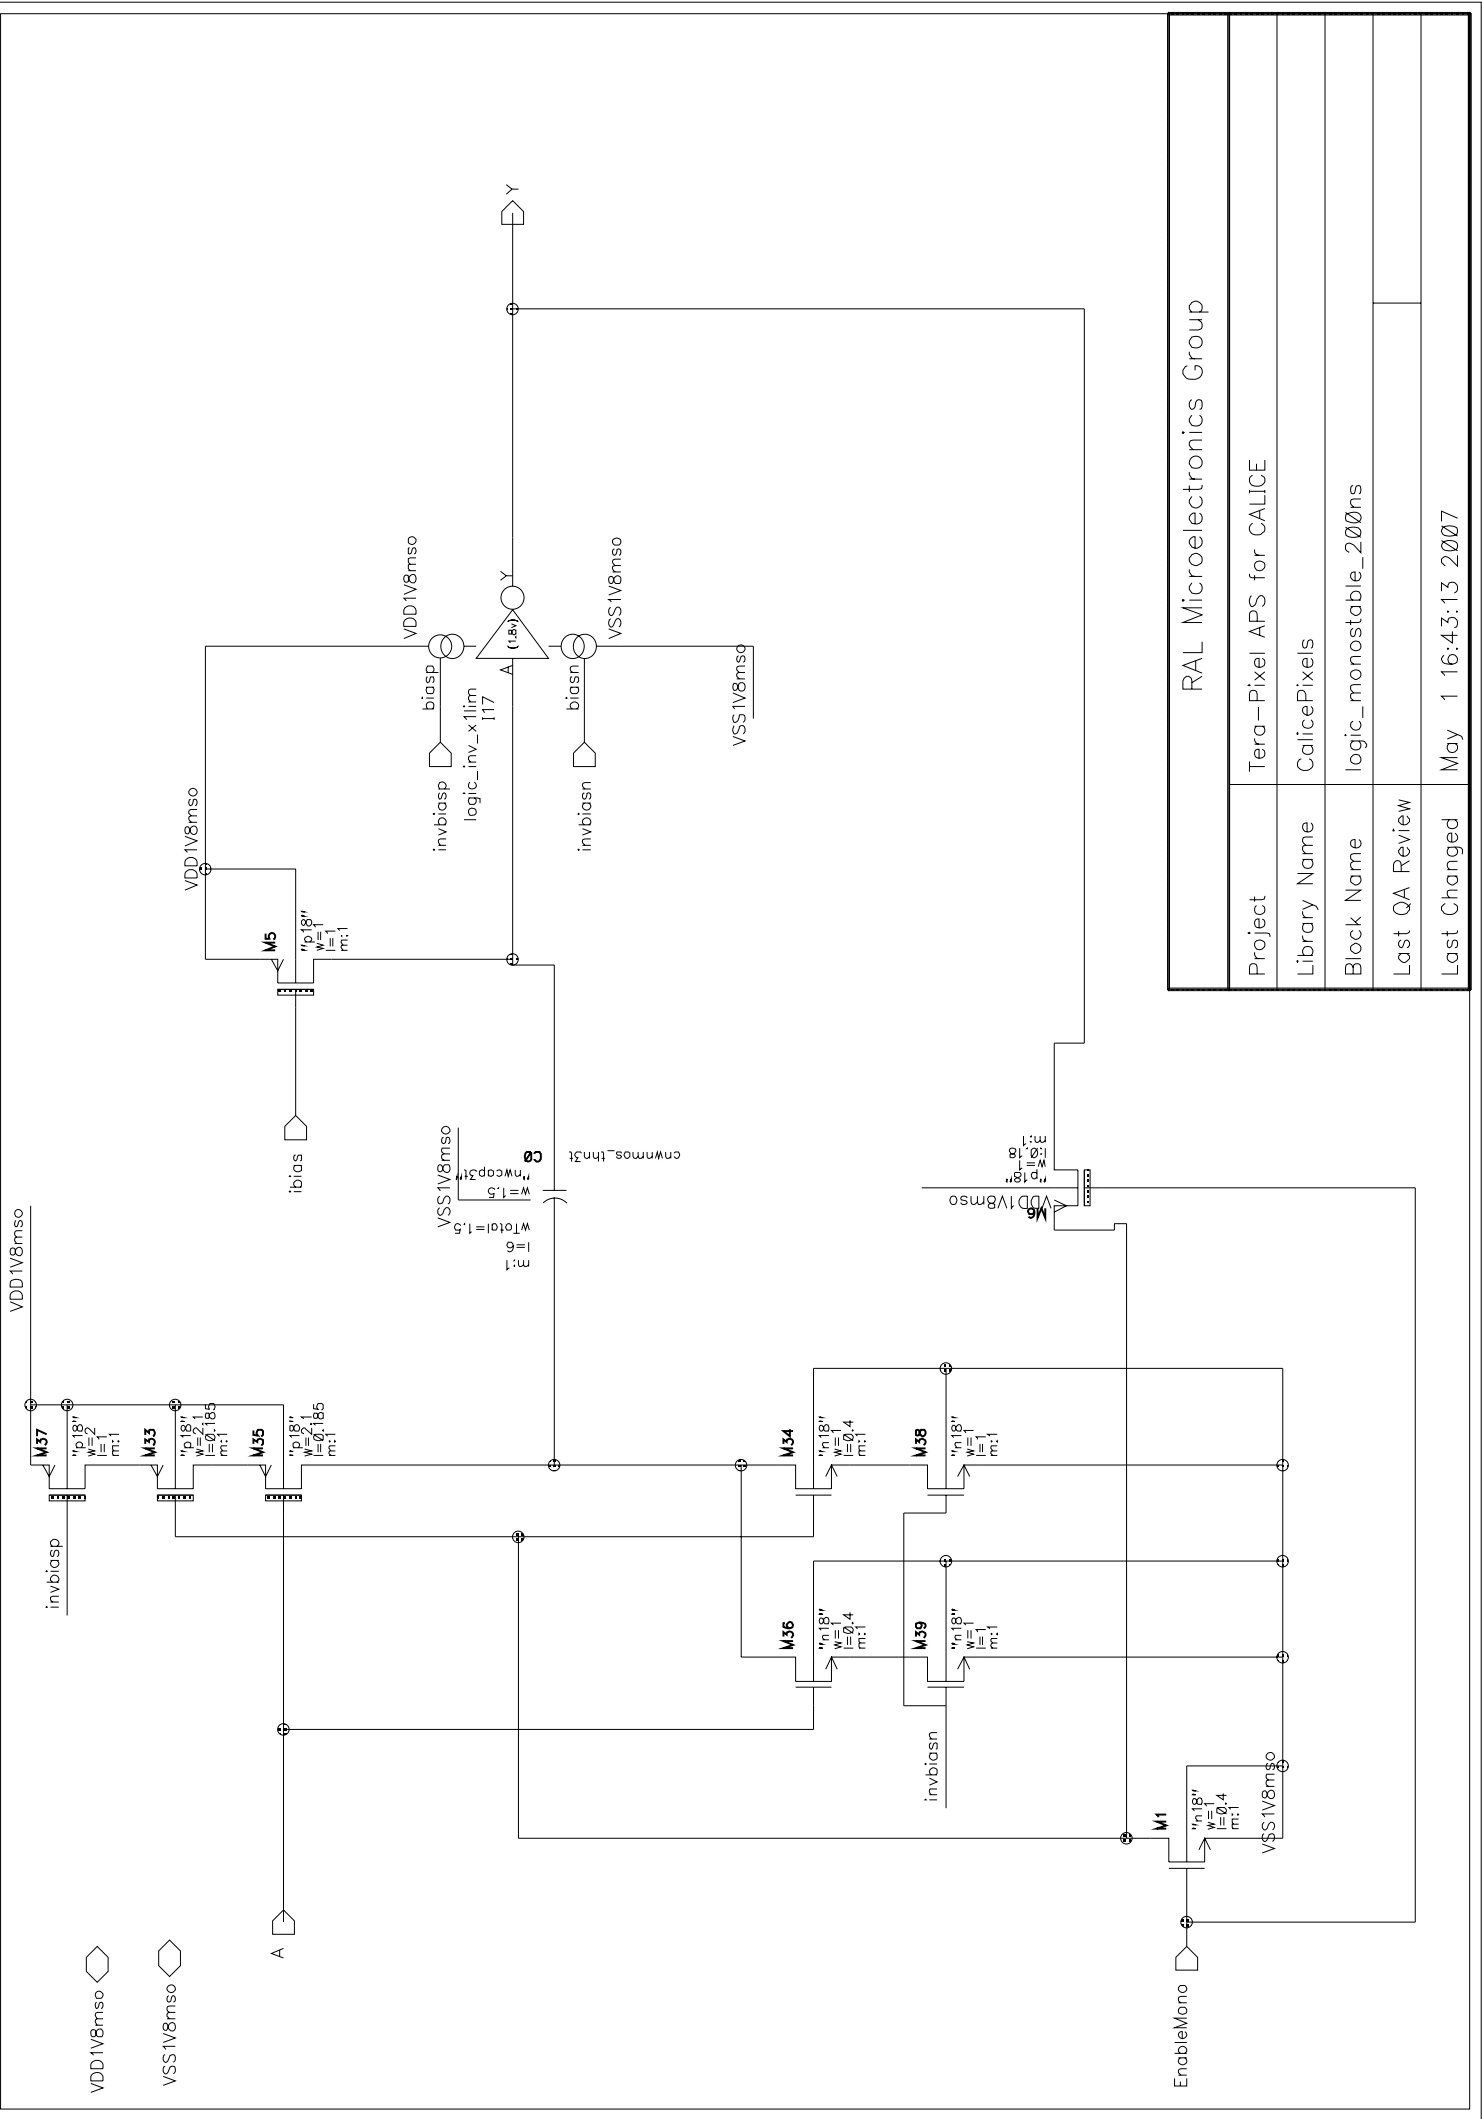 VDD1V8mso
VSS1V8mso
A
EnableMono
VDD1V8mso
invbiasp
M37
"p18"
w=2
l=1
m:1
M33
"p18"
w=2.1
l=0.185
m:1
M35
"p18"
w=2.1
l=0.185
m:1
M36
"n18"
w=1
l=0.4
m:1
M34
"n18"
w=1
l=0.4
m:1
invbiasn
M39
"n18"
w=1
l=1
m:1
M38
"n18"
w=1
l=1
m:1
M1
"n18"
w=1
l=0.4
m:1
VSS1V8mso
ibias
M5
"p18"
w=1
l=1
m:1
VDD1V8mso
VSS1V8mso
C0
cnwnmos_thn3t
"nwcap3t"
w=1.5
wTotal=1.5
l=6
m:1
M6
VDD1V8mso
"p18"
w=1
l:0.18
m:1
invbiasp
biasp
VDD1V8mso
logic_inv_x1lim
I17
A
(1.8v)
Y
invbiasn
biasn
VSS1V8mso
VSS1V8mso
Y
RAL Microelectronics Group
Project Tera-Pixel APS for CALICE
Library Name CalicePixels
Block Name logic_monostable_200ns
Last QA Review
Last Changed May 1 16:43:13 2007